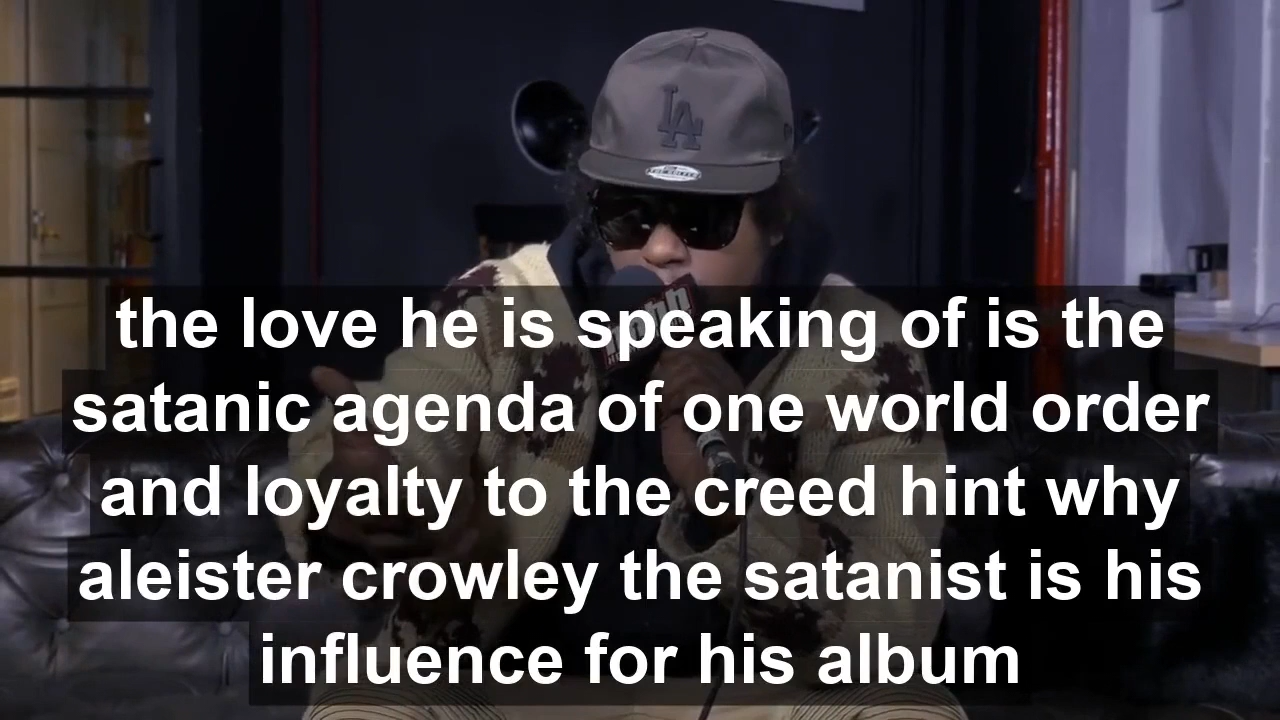 LA
the love he is speaking of is the
satanic agenda of one world order
and loyalty to the creed hint why
aleister crowley the satanist is his
influence for his album